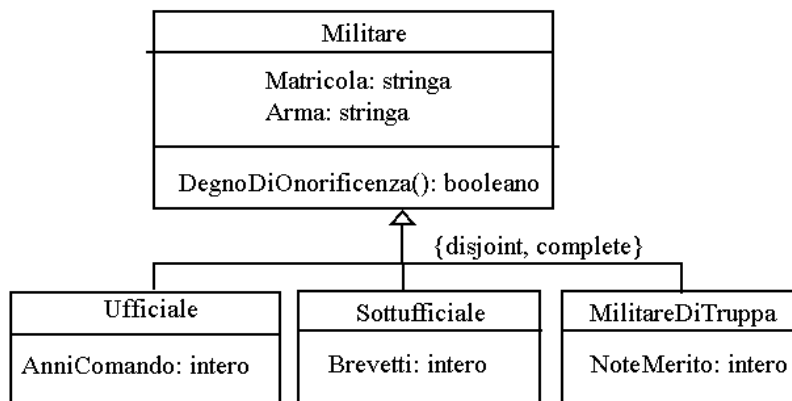 Militare
Matricola: stringa
Arma: stringa
DegnoDiOnorificenza(): booleano
{disjoint, complete}
Ufficiale
AnniComando: intero
Sottufficiale
Brevetti: intero
MilitareDiTruppa
NoteMerito: intero